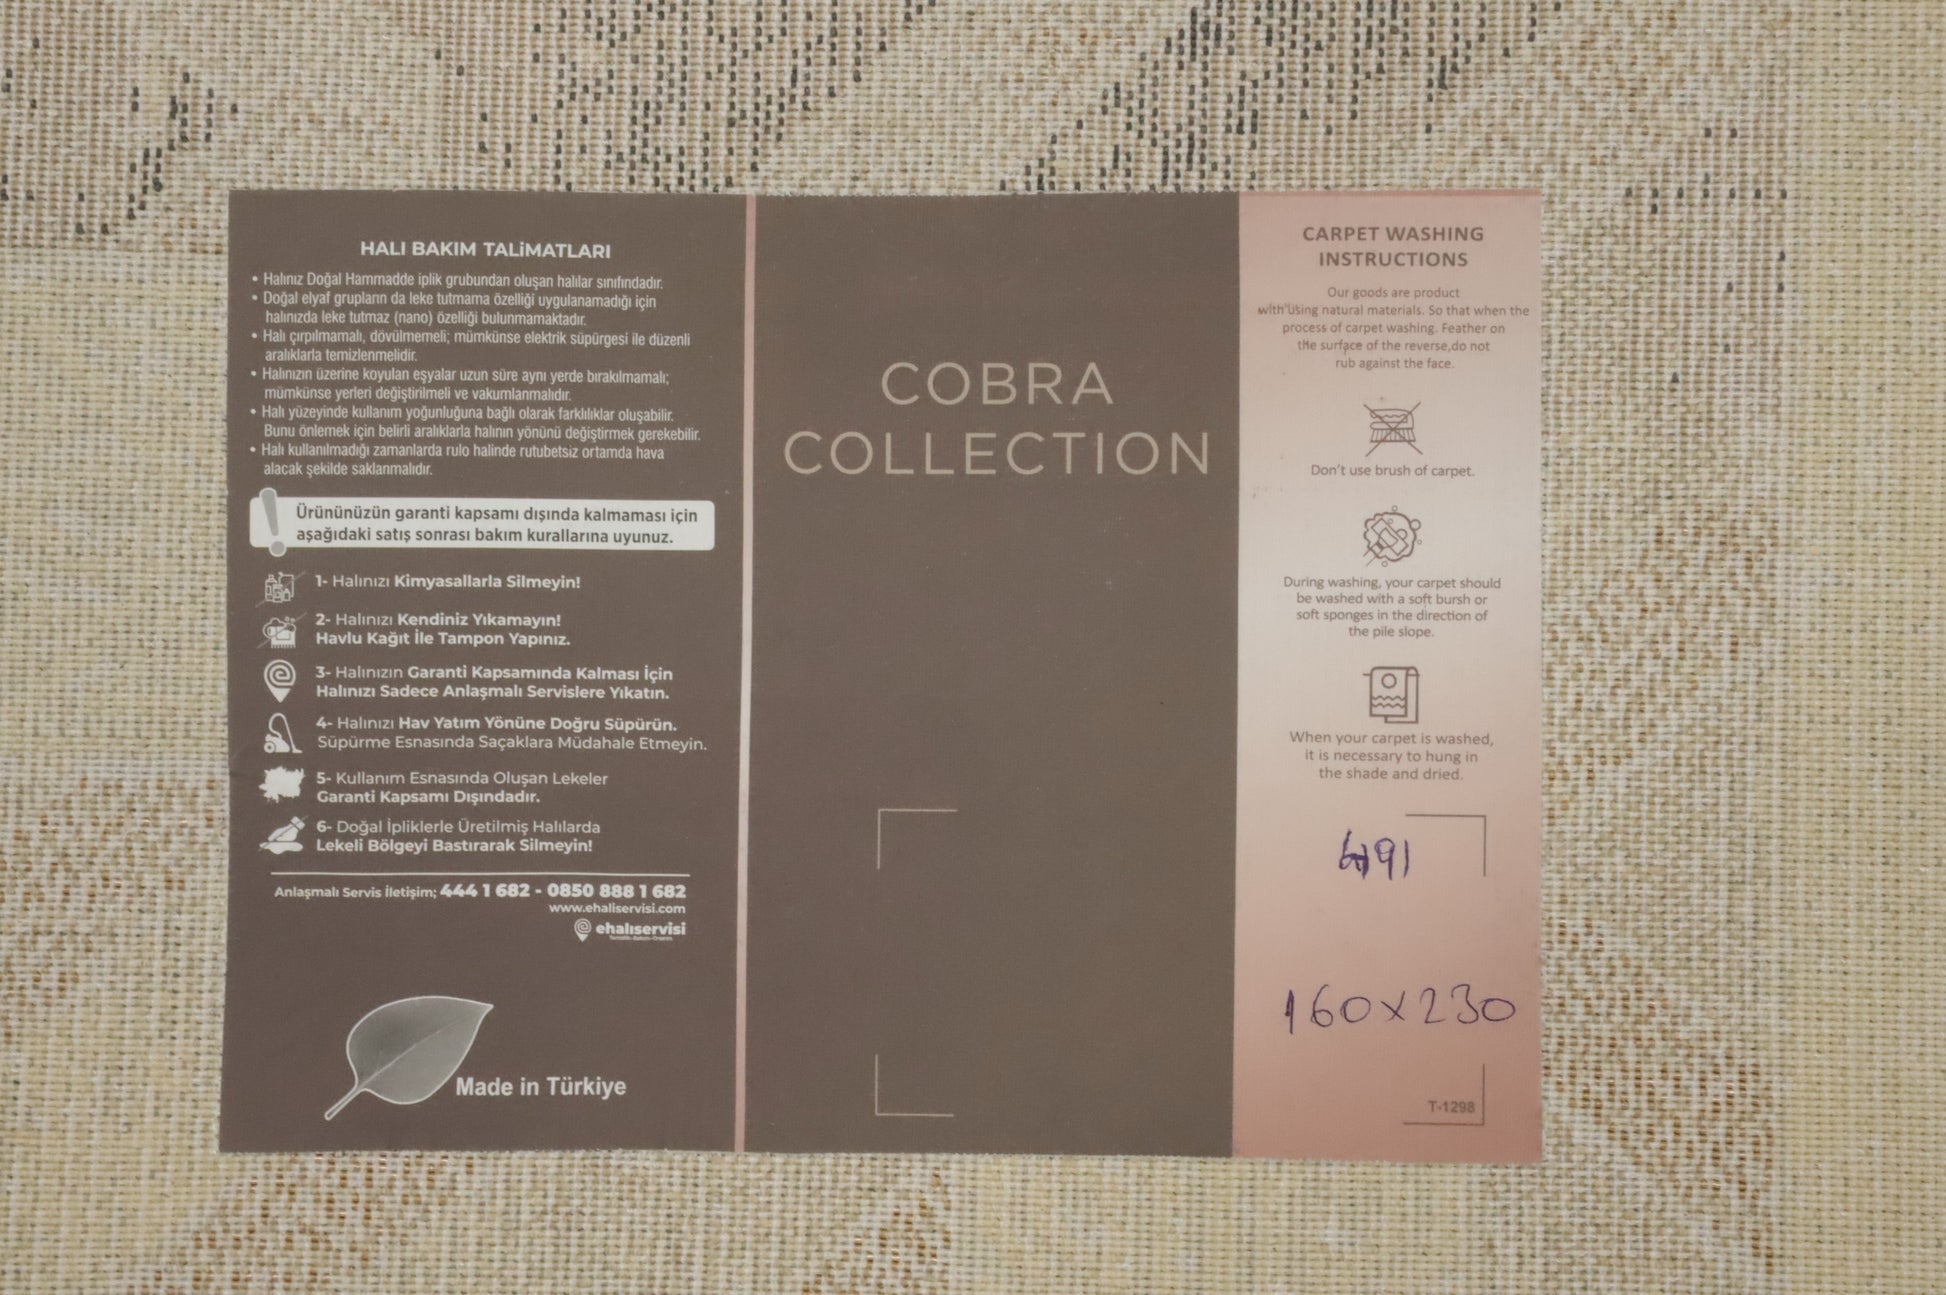 HALI BAKIM TALİMATLARI
• Halınız Doğal Hammadde iplik grubundan oluşan halılar sınıfındadır.
• Doğal elyaf grupların da leke tutmama özelliği uygulanamadığı için
halınızda leke tutmaz (nano) özelliği bulunmamaktadır.
• Halı çırpılmamalı, dövülmemeli; mümkünse elektrik süpürgesi ile düzenli
aralıklarla temizlenmelidir.
• Halınızın üzerine koyulan eşyalar uzun süre aynı yerde bırakılmamalı;
mümkünse yerleri değiştirilmeli ve vakumlanmalıdır.
• Halı yüzeyinde kullanım yoğunluğuna bağlı olarak farklılıklar oluşabilir.
Bunu önlemek için belirli aralıklarla halının yönünü değiştirmek gerekebilir.
• Halı kullanılmadığı zamanlarda rulo halinde rutubetsiz ortamda hava
alacak şekilde saklanmalıdır.
Ürününüzün garanti kapsamı dışında kalmaması için
aşağıdaki satış sonrası bakım kurallarına uyunuz.
1- Halınızı Kimyasallarla Silmeyin!
2- Halınızı Kendiniz Yıkamayın!
Havlu Kağıt İle Tampon Yapınız.
3- Halınızın Garanti Kapsamında Kalması İçin
Halınızı Sadece Anlaşmalı Servislere Yıkatın.
4- Halınızı Hav Yatım Yönüne Doğru Süpürün.
Süpürme Esnasında Saçaklara Müdahale Etmeyin.
5- Kullanım Esnasında Oluşan Lekeler
Garanti Kapsamı Dışındadır.
6- Doğal İpliklerle Üretilmiş Halılarda
Lekeli Bölgeyi Bastırarak Silmeyin!
Anlaşmalı Servis İletişim; 444 1 682 - 0850 888 1 682
www.ehaliservisi.com
ehalıservisi
Made in Türkiye
COBRA
COLLECTION
CARPET WASHING
INSTRUCTIONS
Our goods are product
with using natural materials. So that when the
process of carpet washing. Feather on
the surface of the reverse,do not
rub against the face.
Don't use brush of carpet.
During washing, your carpet should
be washed with a soft bursh or
soft sponges in the direction of
the pile slope.
When your carpet is washed,
it is necessary to hung in
the shade and dried.
160x230
T-1298